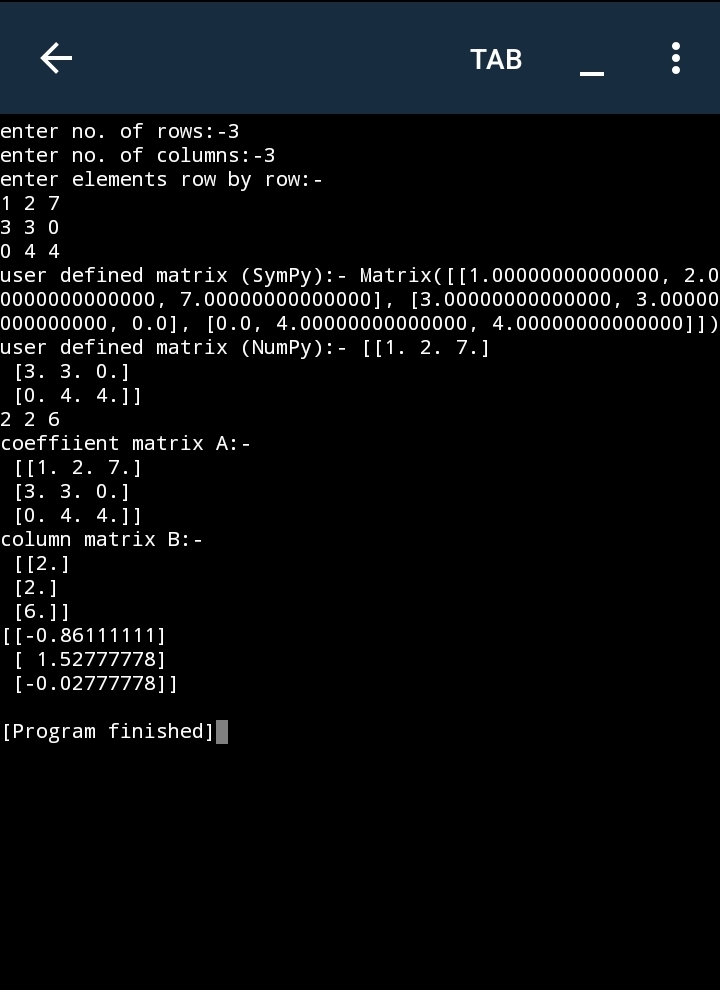 TAB
enter no. of rows:-3
enter no. of columns:-3
enter elements row by row:-
1 2 7
3 3 0
0 4 4
user defined matrix (SymPy):- Matrix([[1.00000000000000, 2.0
0000000000000, 7.00000000000000], [3.00000000000000, 3.00000
000000000, 0.0], [0.0, 4.00000000000000, 4.00000000000000]])
user defined matrix (NumPy):- [[1. 2. 7.]
 [3. 3. 0.]
 [0. 4. 4.]]
2 2 6
coeffiient matrix A:-
 [[1. 2. 7.]
 [3. 3. 0.]
 [0. 4. 4.]]
column matrix B:-
 [[2.]
 [2.]
 [6.]]
[[-0.86111111]
 [ 1.52777778]
 [-0.02777778]]
[Program finished]